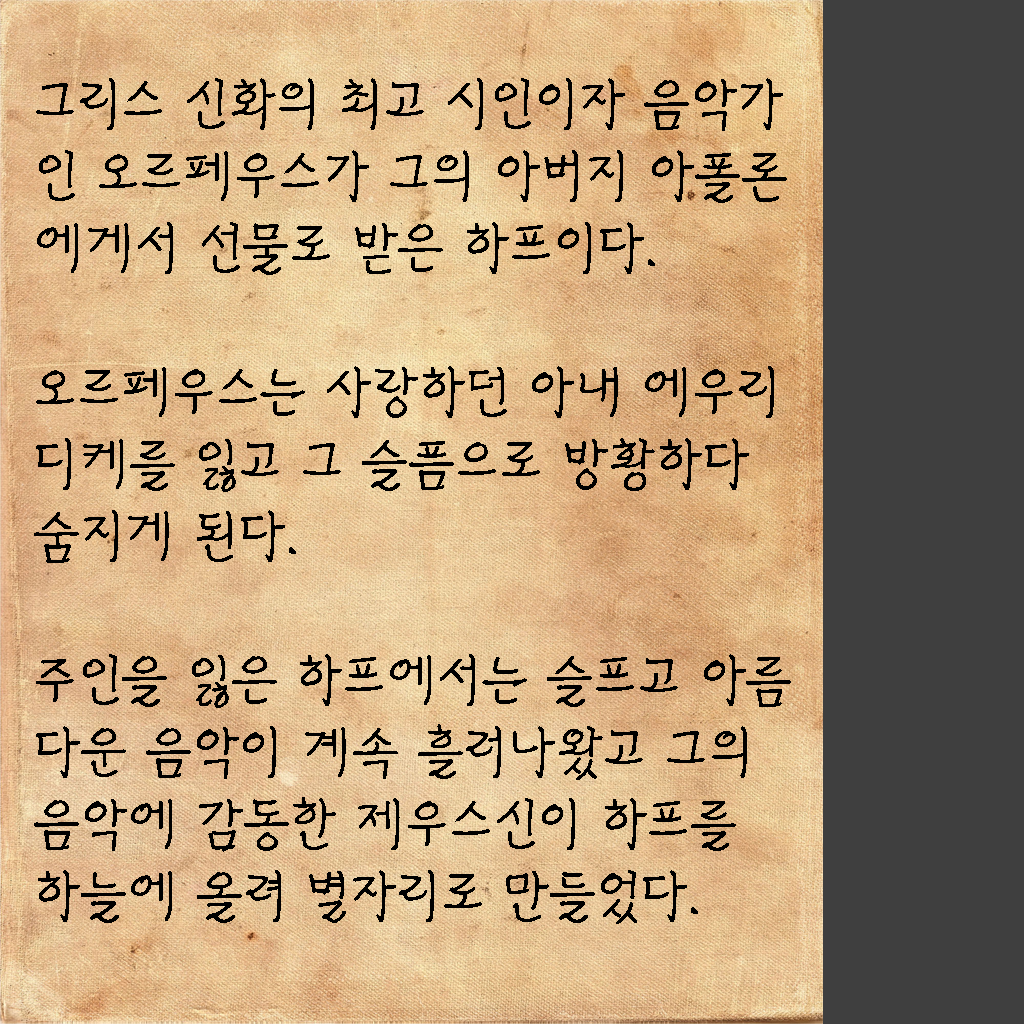 그리스 신화의 최고 시인이자 음악가
인 오르페우스가 그의 아버지 아폴론
에게서 선물로 받은 하프이다.
오르페우스는 사랑하던 아내 에우리
디케를 잃고 그 슬픔으로 방황하다
숨지게 된다.
주인을 잃은 하프에서는 슬프고 아름
다운 음악이 계속 흘러나왔고 그의
음악에 감동한 제우스신이 하프를
하늘에 올려 별자리로 만들었다.